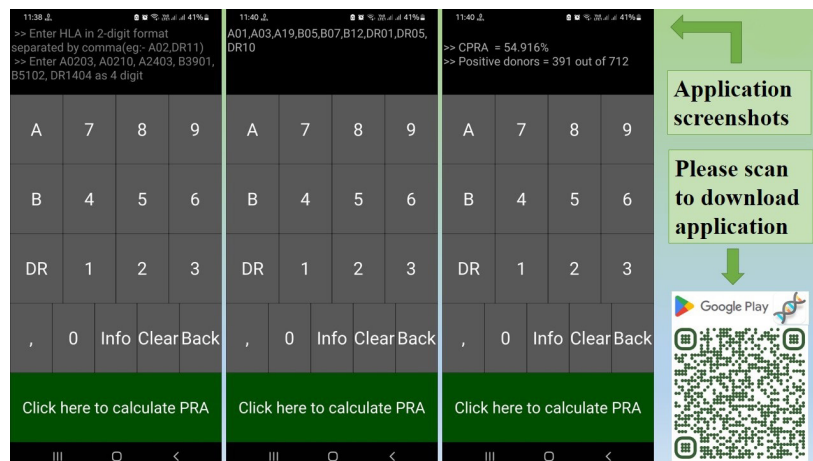 11:38
41%
>> Enter HLA in 2-digit format
separated by comma(eg:- A02,DR11)
>> Enter A0203, A0210, A2403, B3901,
B5102, DR1404 as 4 digit
A 7 8 9
B 4 5 6
DR 1 2 3
, 0 Info Clear Back
Click here to calculate PRA
11:40
41%
A01,A03,A19,B05,B07,B12,DR01,DR05,
DR10
A 7 8 9
B 4 5 6
DR 1 2 3
, 0 Info Clear Back
Click here to calculate PRA
11:40
41%
>> CPRA = 54.916%
>> Positive donors = 391 out of 712
A 7 8 9
B 4 5 6
DR 1 2 3
, 0 Info Clear Back
Click here to calculate PRA
Application
screenshots
Please scan
to download
application
Google Play